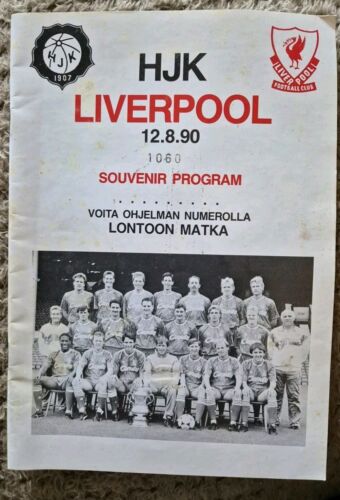 HJK
1907
LIVERPOOL
FOOTBALL CLUB
HJK
LIVERPOOL
12.8.90
1060
SOUVENIR PROGRAM
VOITA OHJELMAN NUMEROLLA
LONTOON MATKA